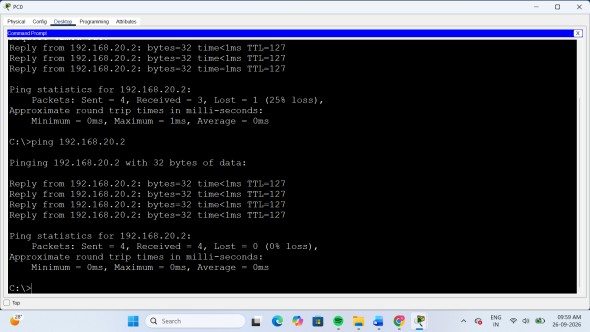 PC0
Physical Config Desktop Programming Attributes
Command Prompt
X
Reply from 192.168.20.2: bytes=32 time<1ms TTL=127
Reply from 192.168.20.2: bytes=32 time<1ms TTL=127
Reply from 192.168.20.2: bytes=32 time=1ms TTL=127
Ping statistics for 192.168.20.2:
Packets: Sent = 4, Received = 3, Lost = 1 (25% loss),
Approximate round trip times in milli-seconds:
Minimum = 0ms, Maximum = 1ms, Average = 0ms
C:\>ping 192.168.20.2
Pinging 192.168.20.2 with 32 bytes of data:
Reply from 192.168.20.2: bytes=32 time<1ms TTL=127
Reply from 192.168.20.2: bytes=32 time<1ms TTL=127
Reply from 192.168.20.2: bytes=32 time<1ms TTL=127
Reply from 192.168.20.2: bytes=32 time<1ms TTL=127
Ping statistics for 192.168.20.2:
Packets: Sent = 4, Received = 4, Lost = 0 (0% loss),
Approximate round trip times in milli-seconds:
Minimum = 0ms, Maximum = 0ms, Average = 0ms
C:\>
Top
28°
Search
ENG
IN
09:59 AM
26-09-2026